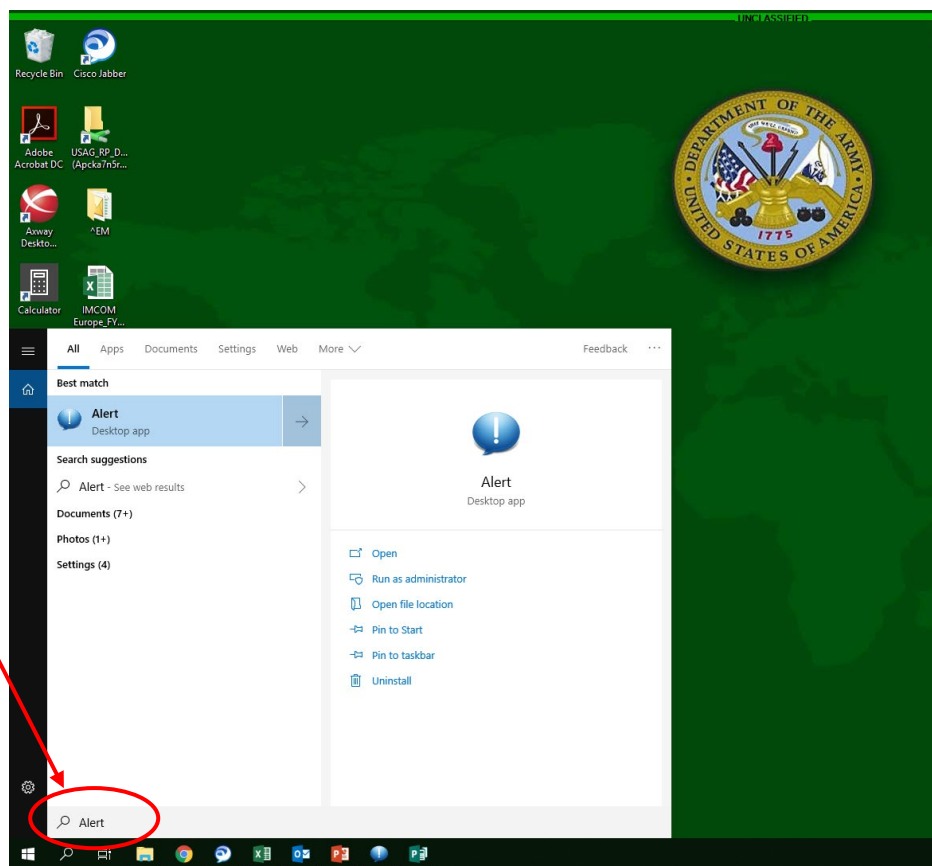 UNCLASSIFIED
Recycle Bin
Cisco Jabber
Adobe
Acrobat DC
USAG_RP_D...
(Apcka7n5r...
Axway
Deskto...
^EM
Calculator
IMCOM
Europe_FY...
DEPARTMENT OF THE ARMY
UNITED STATES OF AMERICA
1775
All Apps Documents Settings Web More Feedback ...
Best match
Alert
Desktop app
Search suggestions
Alert - See web results
Documents (7+)
Photos (1+)
Settings (4)
Alert
Desktop app
Open
Run as administrator
Open file location
Pin to Start
Pin to taskbar
Uninstall
Alert